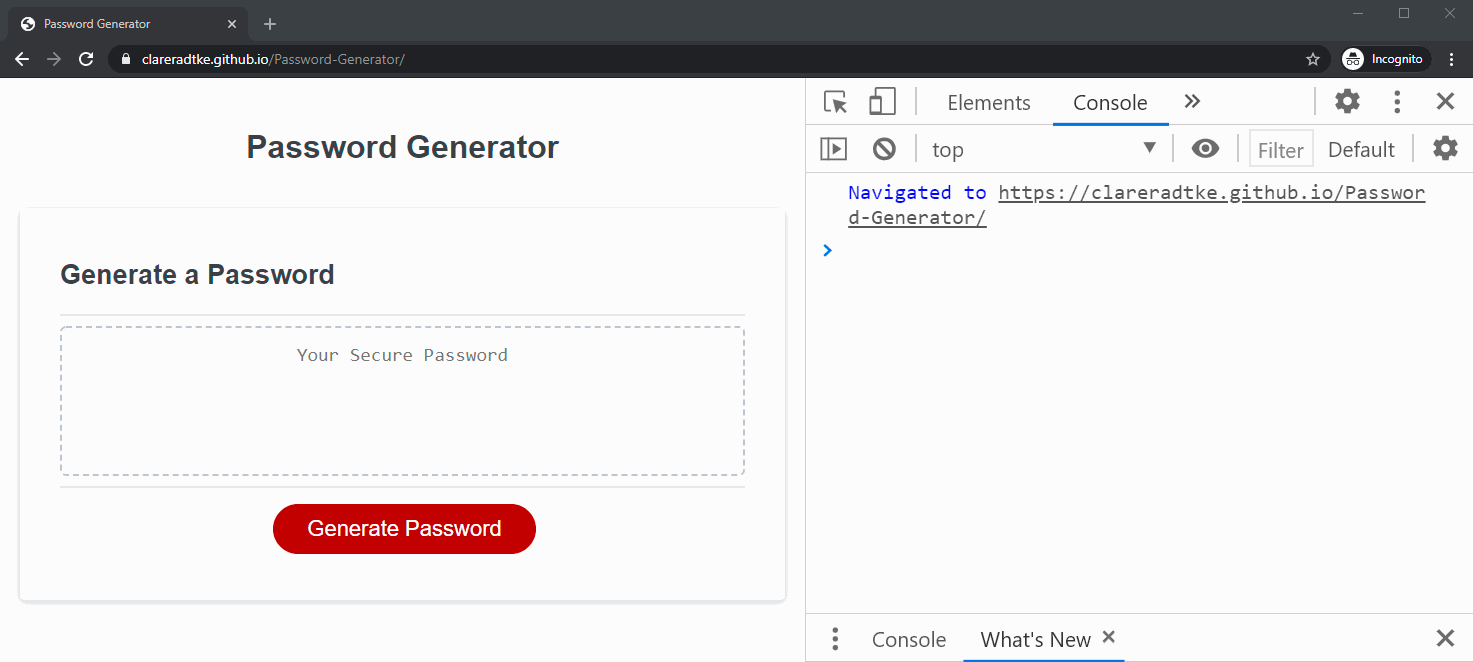 Password Generator
clareradtke.github.io/Password-Generator/
Incognito
Password Generator
Generate a Password
Your Secure Password
Generate Password
Elements
Console
top
Filter
Default
Navigated to https://clareradtke.github.io/Passwor
d-Generator/
Console
What's New